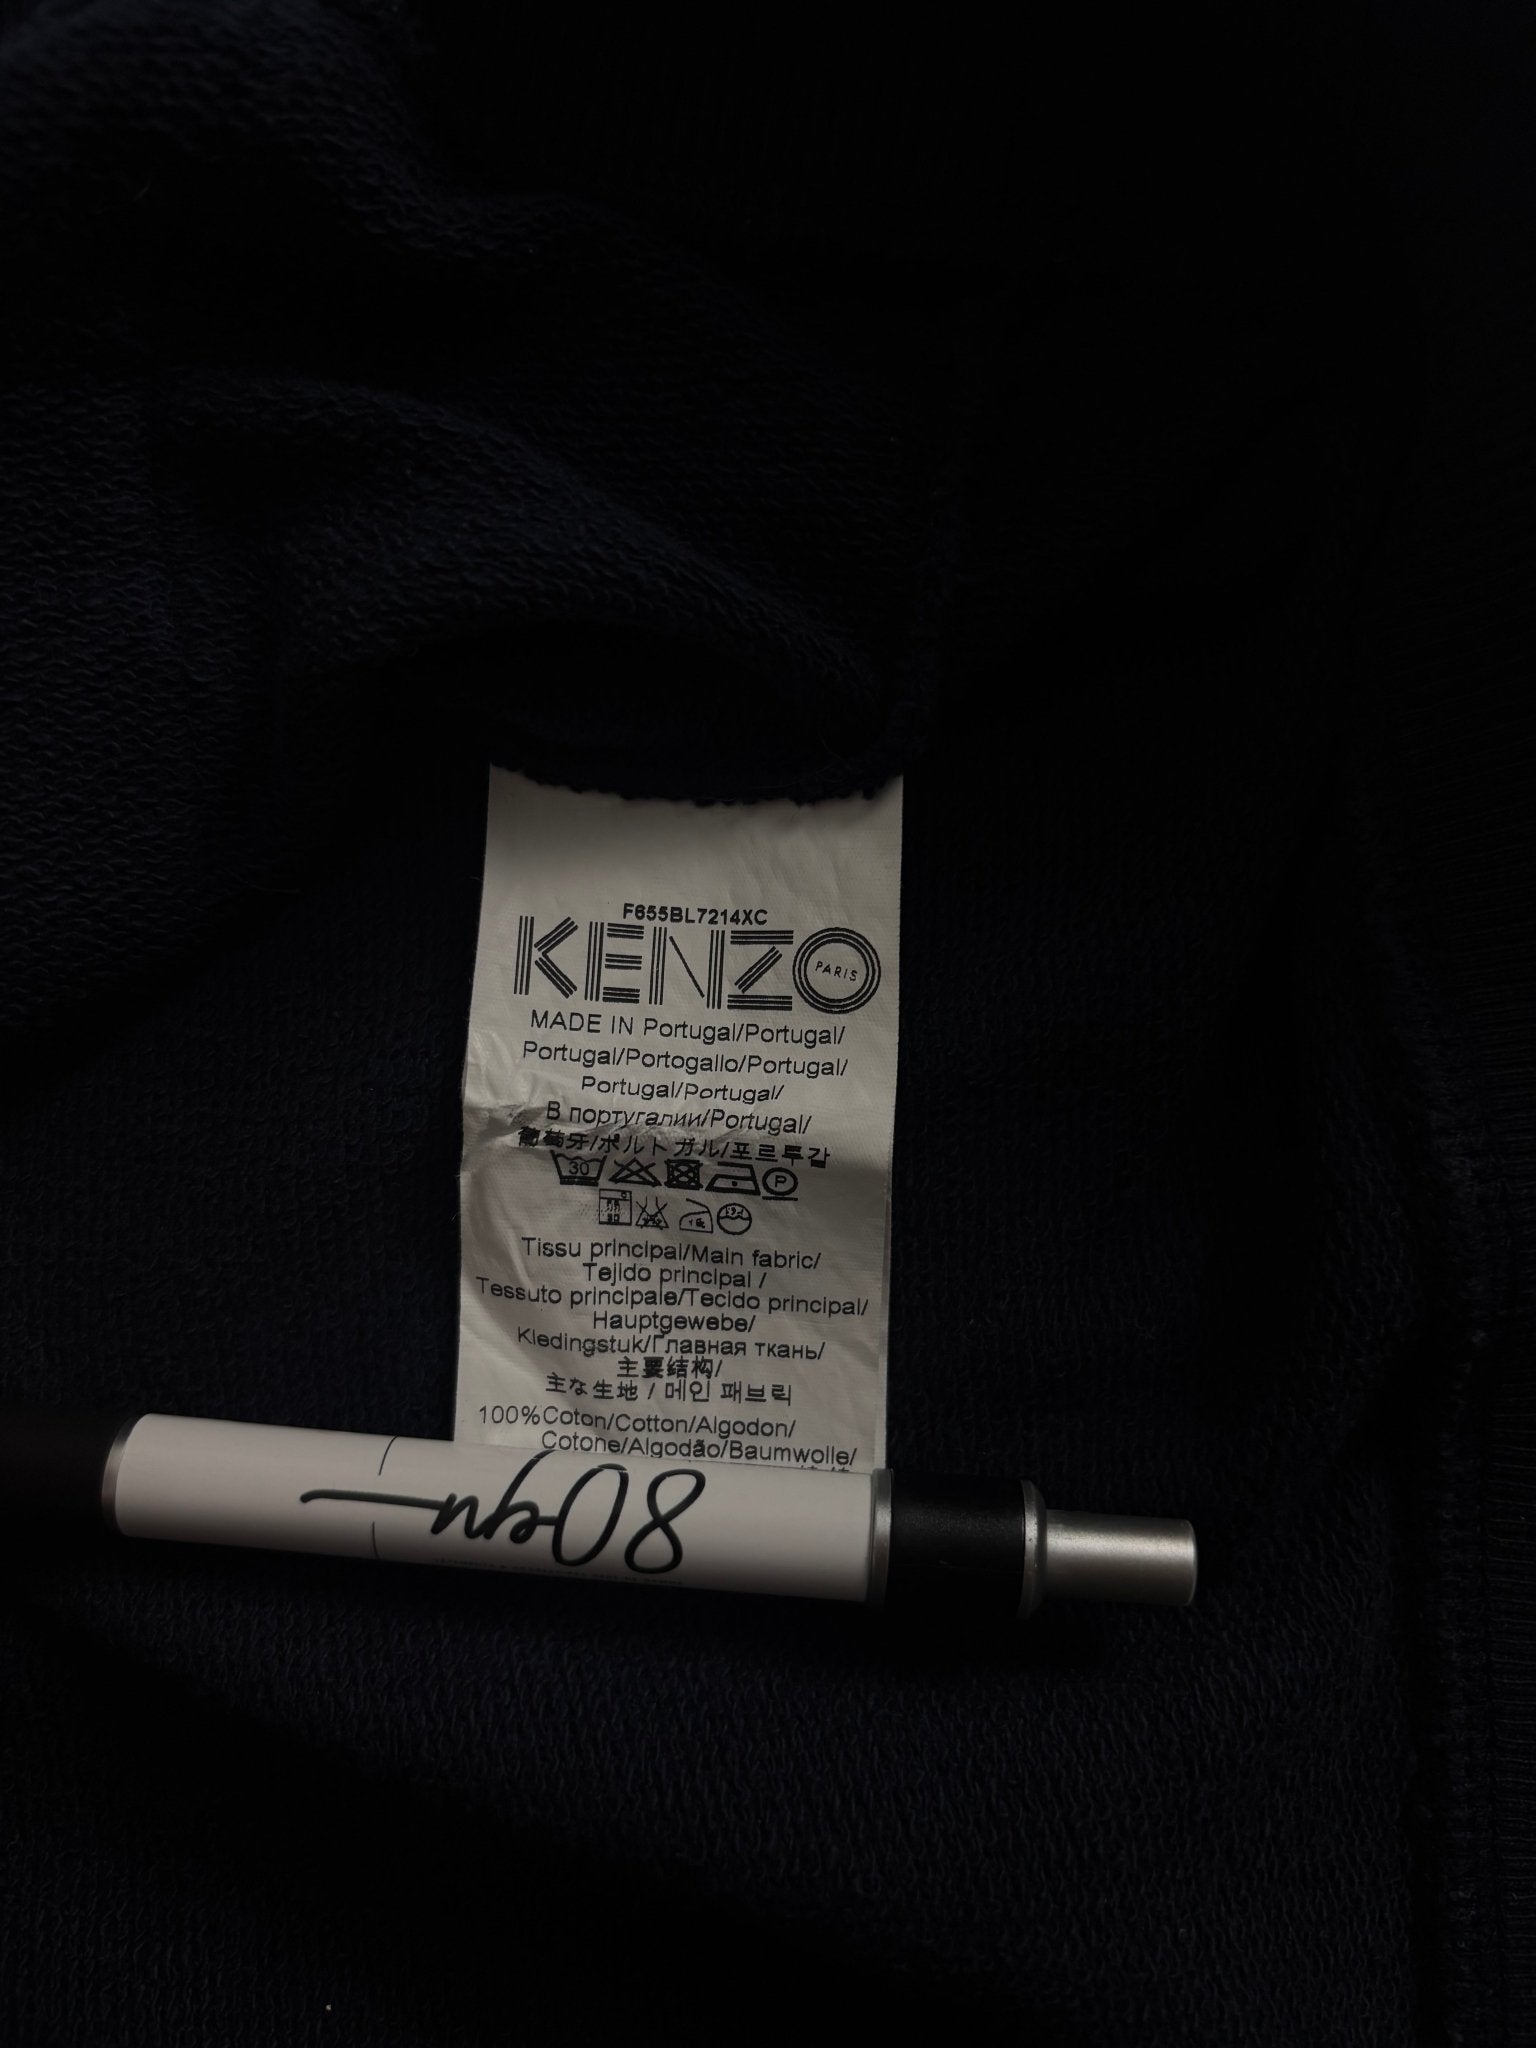 F655BL7214XC
KENZO
PARIS
MADE IN Portugal/Portugal/
Portugal/Portogallo/Portugal/
Portugal/Portugal/
В португалии/Portugal/
葡萄牙/ポルトガル/포르투갈
30
P
Tissu principal/Main fabric/
Tejido principal /
Tessuto principale/Tecido principal/
Hauptgewebe/
Kledingstuk/Главная ткань/
主要结构/
主な生地 / 메인 패브릭
100%Coton/Cotton/Algodon/
Cotone/Algodão/Baumwolle/